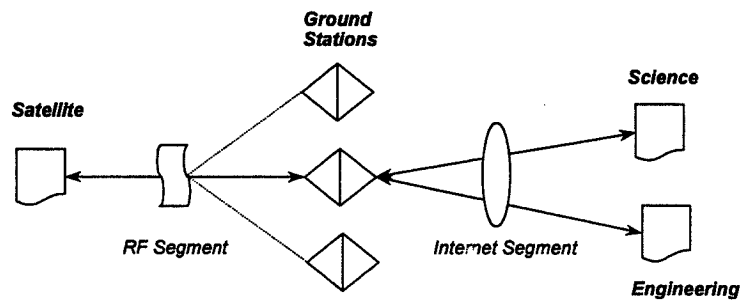 Ground
Stations
Science
Satellite
RF Segment
Internet Segment
Engineering